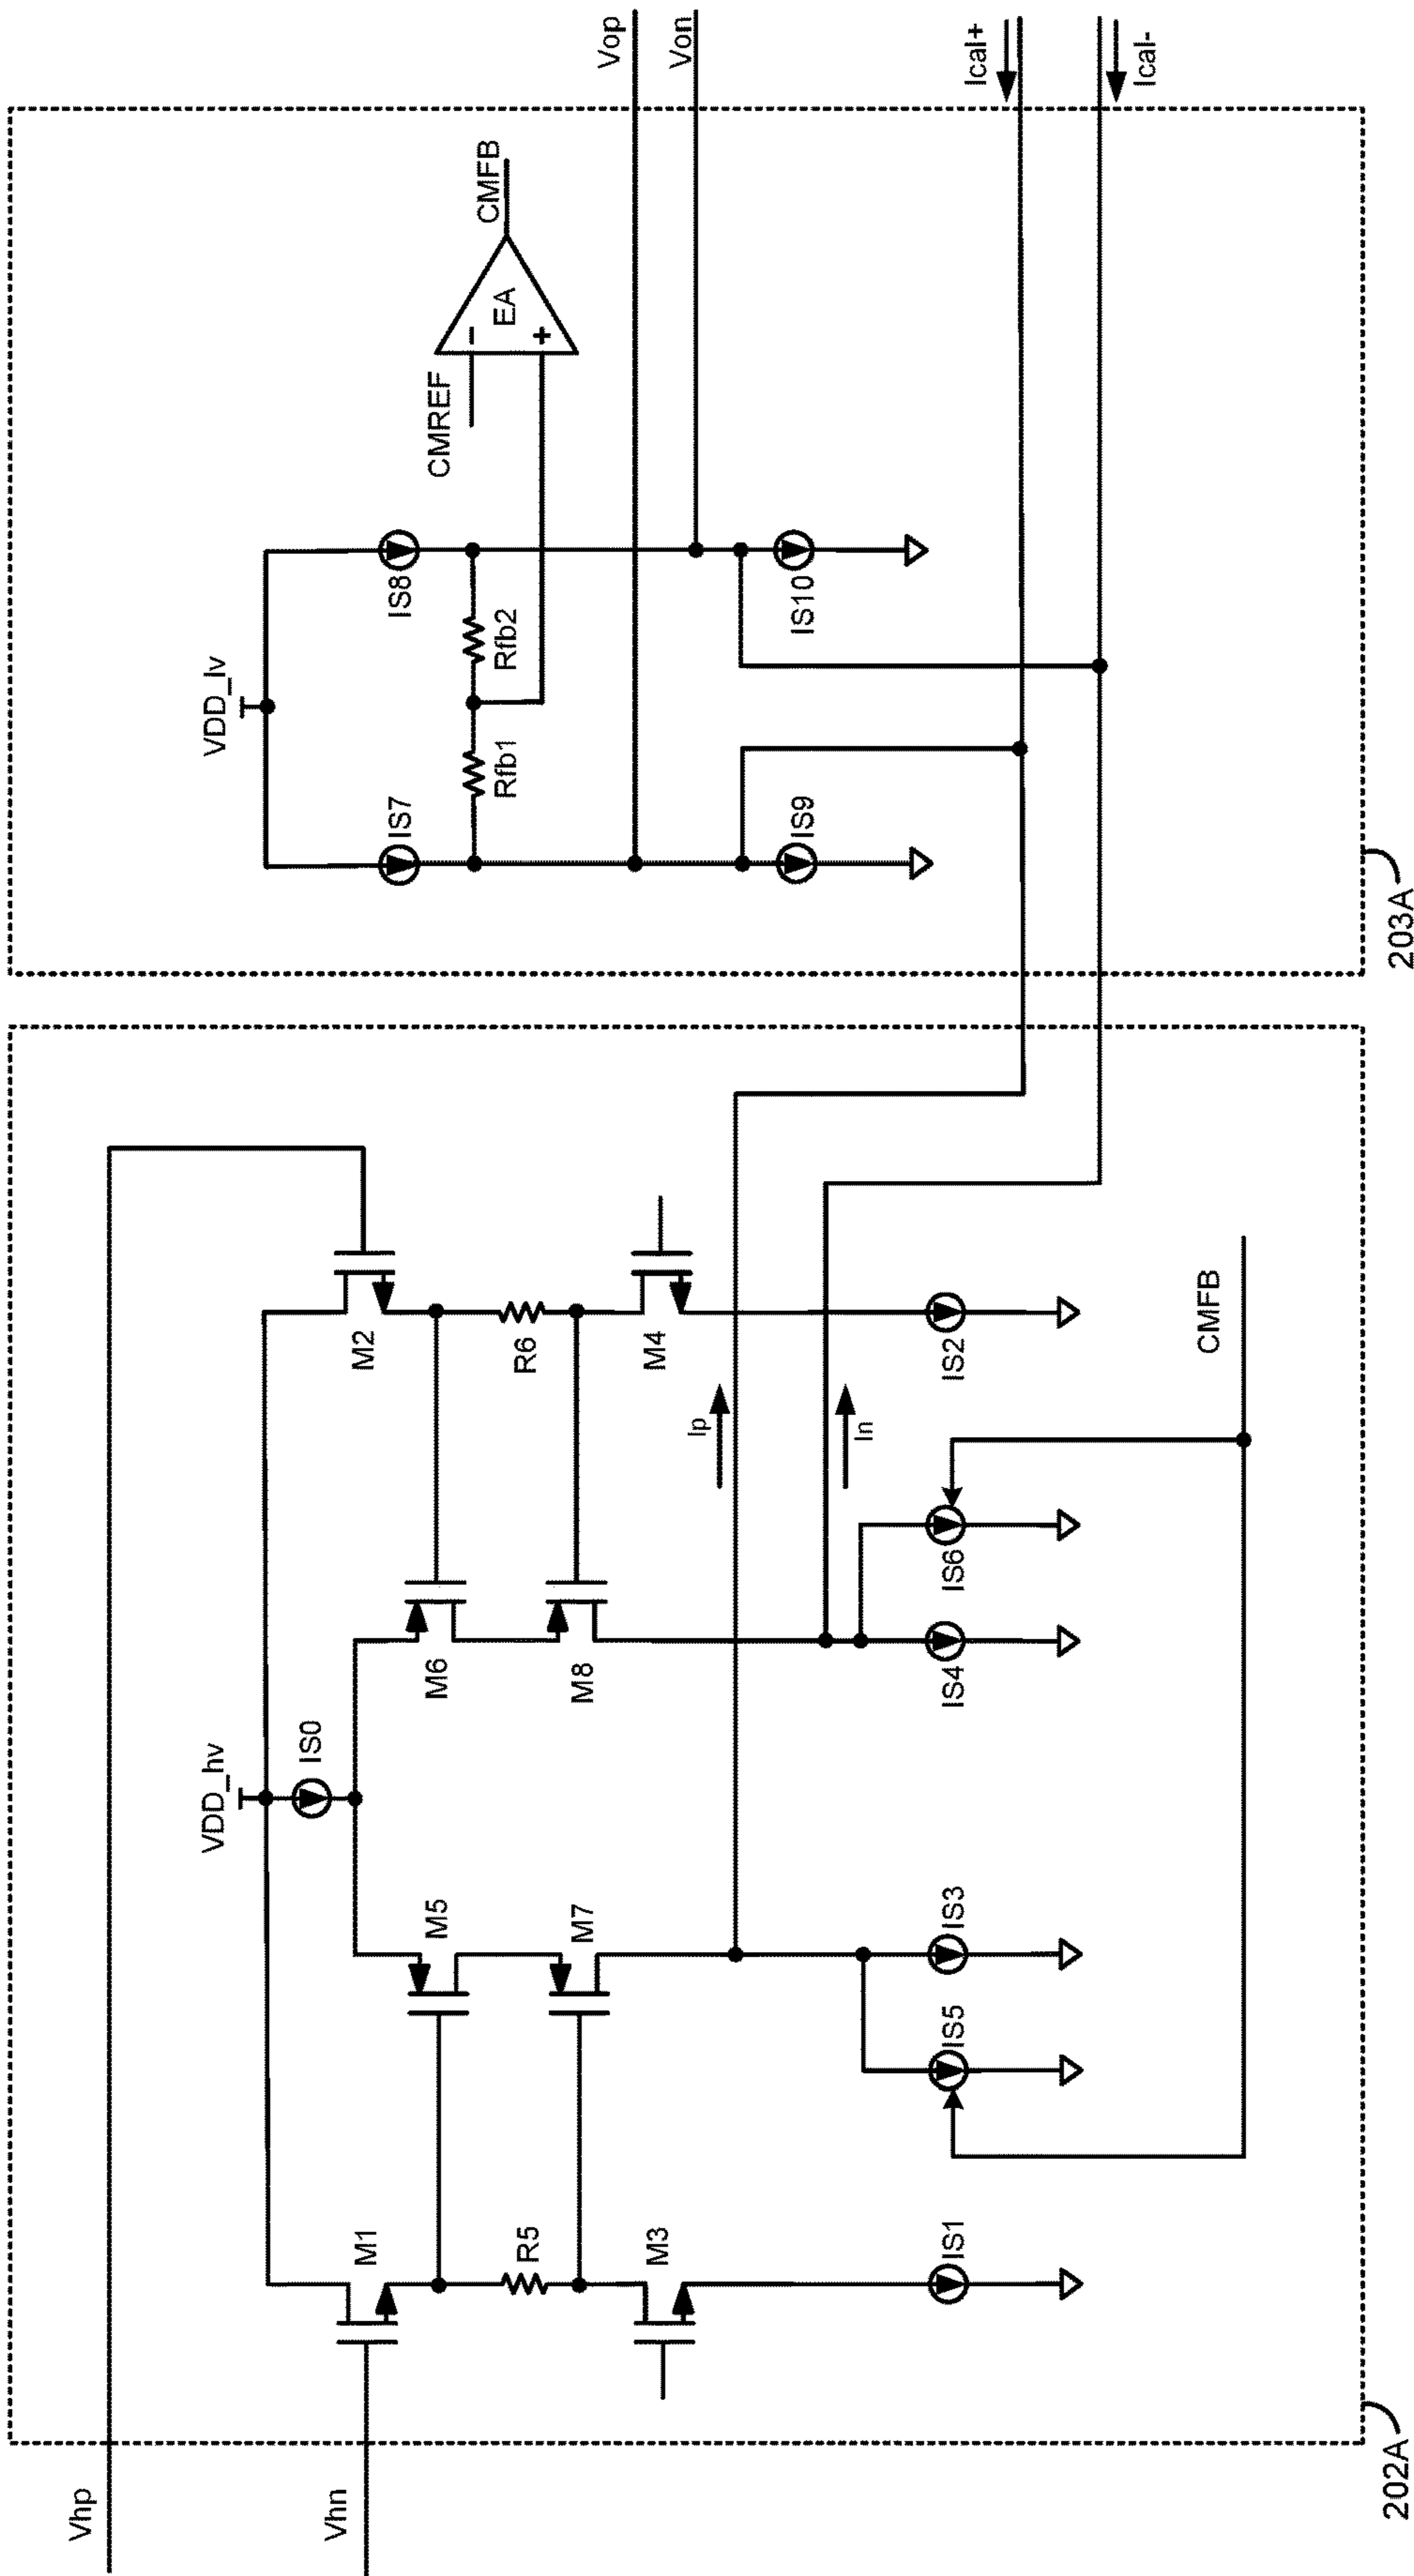 Vhp
Vhn
202A
VDD_hv
IS0
M1
M2
M5
M6
R5
R6
M7
M8
M3
M4
Ip
In
IS1
IS5
IS3
IS4
IS6
IS2
CMFB
203A
VDD_lv
IS7
IS8
Rfb1
Rfb2
CMREF
-
+
EA
CMFB
IS9
IS10
Vop
Von
Ical+
Ical-